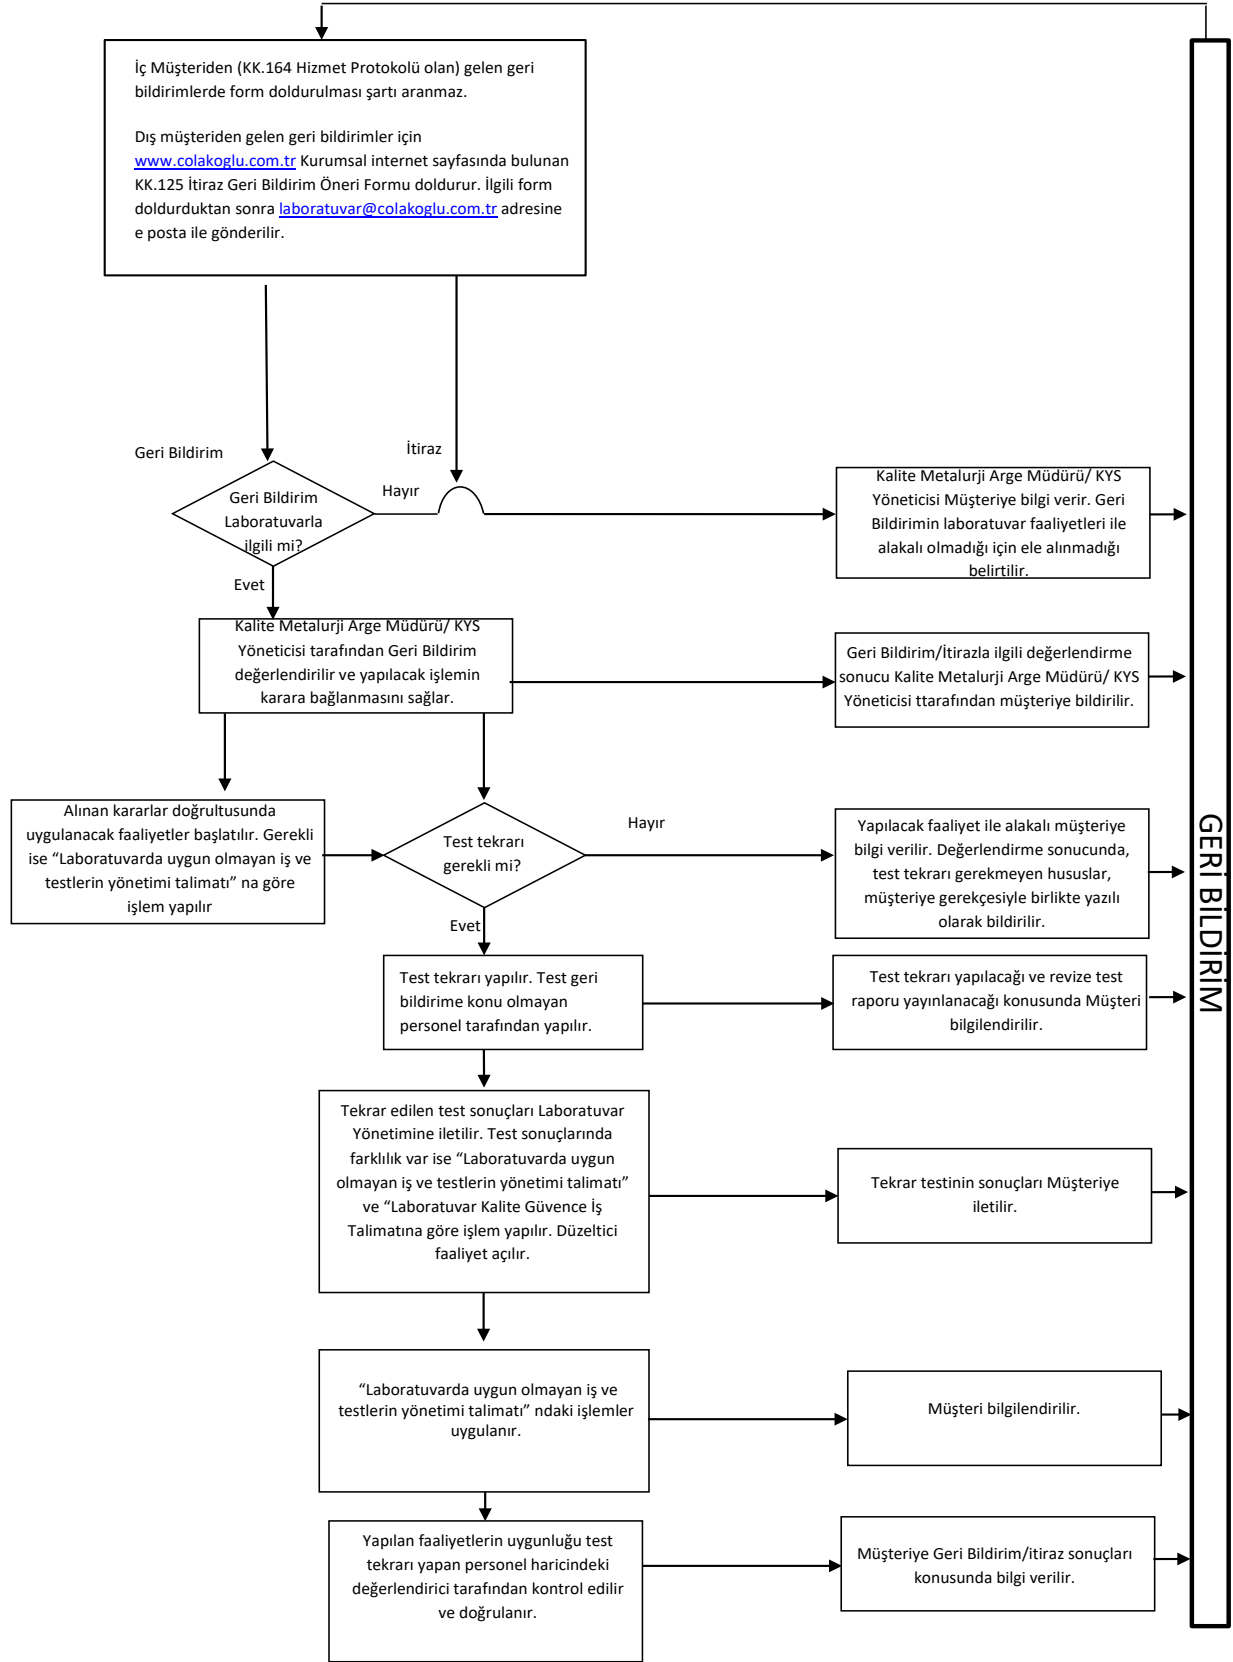 İç Müşteriden (KK.164 Hizmet Protokolü olan) gelen geri
bildirimlerde form doldurulması şartı aranmaz.
Dış müşteriden gelen geri bildirimler için
www.colakoglu.com.tr Kurumsal internet sayfasında bulunan
KK.125 İtiraz Geri Bildirim Öneri Formu doldurur. İlgili form
doldurduktan sonra laboratuvar@colakoglu.com.tr adresine
e posta ile gönderilir.
Geri Bildirim
İtiraz
Geri Bildirim
Laboratuvarla
ilgili mi?
Hayır
Kalite Metalurji Arge Müdürü/ KYS
Yöneticisi Müşteriye bilgi verir. Geri
Bildirimin laboratuvar faaliyetleri ile
alakalı olmadığı için ele alınmadığı
belirtilir.
Evet
Kalite Metalurji Arge Müdürü/ KYS
Yöneticisi tarafından Geri Bildirim
değerlendirilir ve yapılacak işlemin
karara bağlanmasını sağlar.
Geri Bildirim/İtirazla ilgili değerlendirme
sonucu Kalite Metalurji Arge Müdürü/ KYS
Yöneticisi ttarafından müşteriye bildirilir.
Alınan kararlar doğrultusunda
uygulanacak faaliyetler başlatılır. Gerekli
ise “Laboratuvarda uygun olmayan iş ve
testlerin yönetimi talimatı” na göre
işlem yapılır
Test tekrarı
gerekli mi?
Hayır
Yapılacak faaliyet ile alakalı müşteriye
bilgi verilir. Değerlendirme sonucunda,
test tekrarı gerekmeyen hususlar,
müşteriye gerekçesiyle birlikte yazılı
olarak bildirilir.
Evet
Test tekrarı yapılır. Test geri
bildirime konu olmayan
personel tarafından yapılır.
Test tekrarı yapılacağı ve revize test
raporu yayınlanacağı konusunda Müşteri
bilgilendirilir.
Tekrar edilen test sonuçları Laboratuvar
Yönetimine iletilir. Test sonuçlarında
farklılık var ise “Laboratuvarda uygun
olmayan iş ve testlerin yönetimi talimatı”
ve “Laboratuvar Kalite Güvence İş
Talimatına göre işlem yapılır. Düzeltici
faaliyet açılır.
Tekrar testinin sonuçları Müşteriye
iletilir.
“Laboratuvarda uygun olmayan iş ve
testlerin yönetimi talimatı” ndaki işlemler
uygulanır.
Müşteri bilgilendirilir.
Yapılan faaliyetlerin uygunluğu test
tekrarı yapan personel haricindeki
değerlendirici tarafından kontrol edilir
ve doğrulanır.
Müşteriye Geri Bildirim/itiraz sonuçları
konusunda bilgi verilir.
GERİ BİLDİRİM